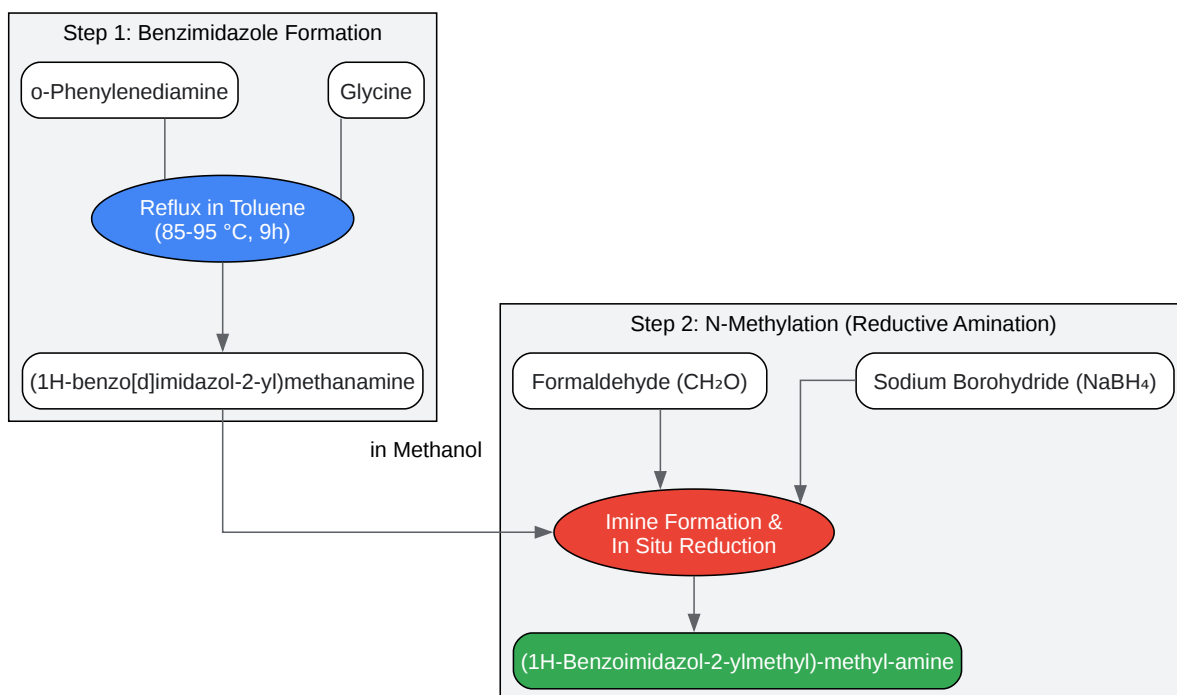 Step 1: Benzimidazole Formation
o-Phenylenediamine
Glycine
Reflux in Toluene
(85-95 °C, 9h)
(1H-benzo[d]imidazol-2-yl)methanamine
in Methanol
Step 2: N-Methylation (Reductive Amination)
Formaldehyde (CH₂O)
Sodium Borohydride (NaBH₄)
Imine Formation &
In Situ Reduction
(1H-Benzoimidazol-2-ylmethyl)-methyl-amine